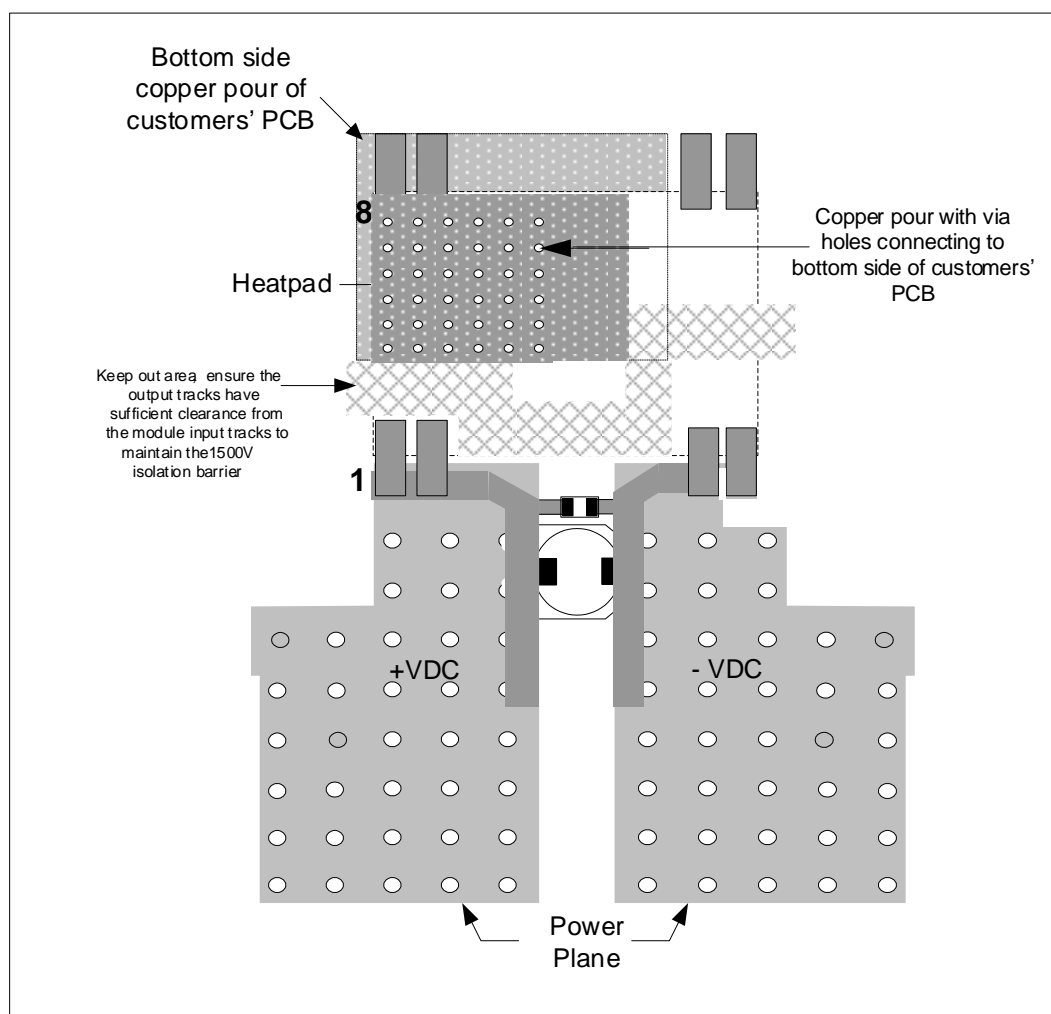 Bottom side
copper pour of
customers' PCB
8
Heatpad
Copper pour with via
holes connecting to
bottom side of customers'
PCB
Keep out area, ensure the
output tracks have
sufficient clearance from
the module input tracks to
maintain the1500V
isolation barrier
1
+VDC
- VDC
Power
Plane